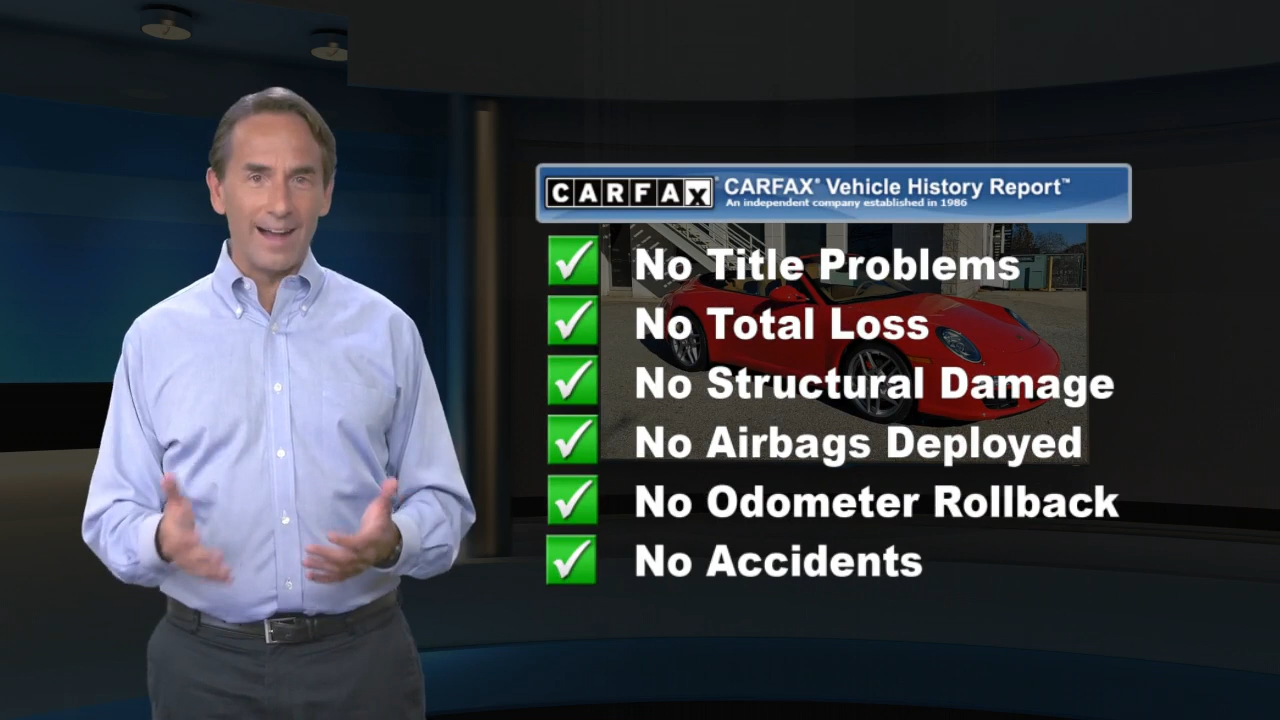 CARFAX® CARFAX® Vehicle History Report™
An independent company established in 1986
No Title Problems
No Total Loss
No Structural Damage
No Airbags Deployed
No Odometer Rollback
No Accidents